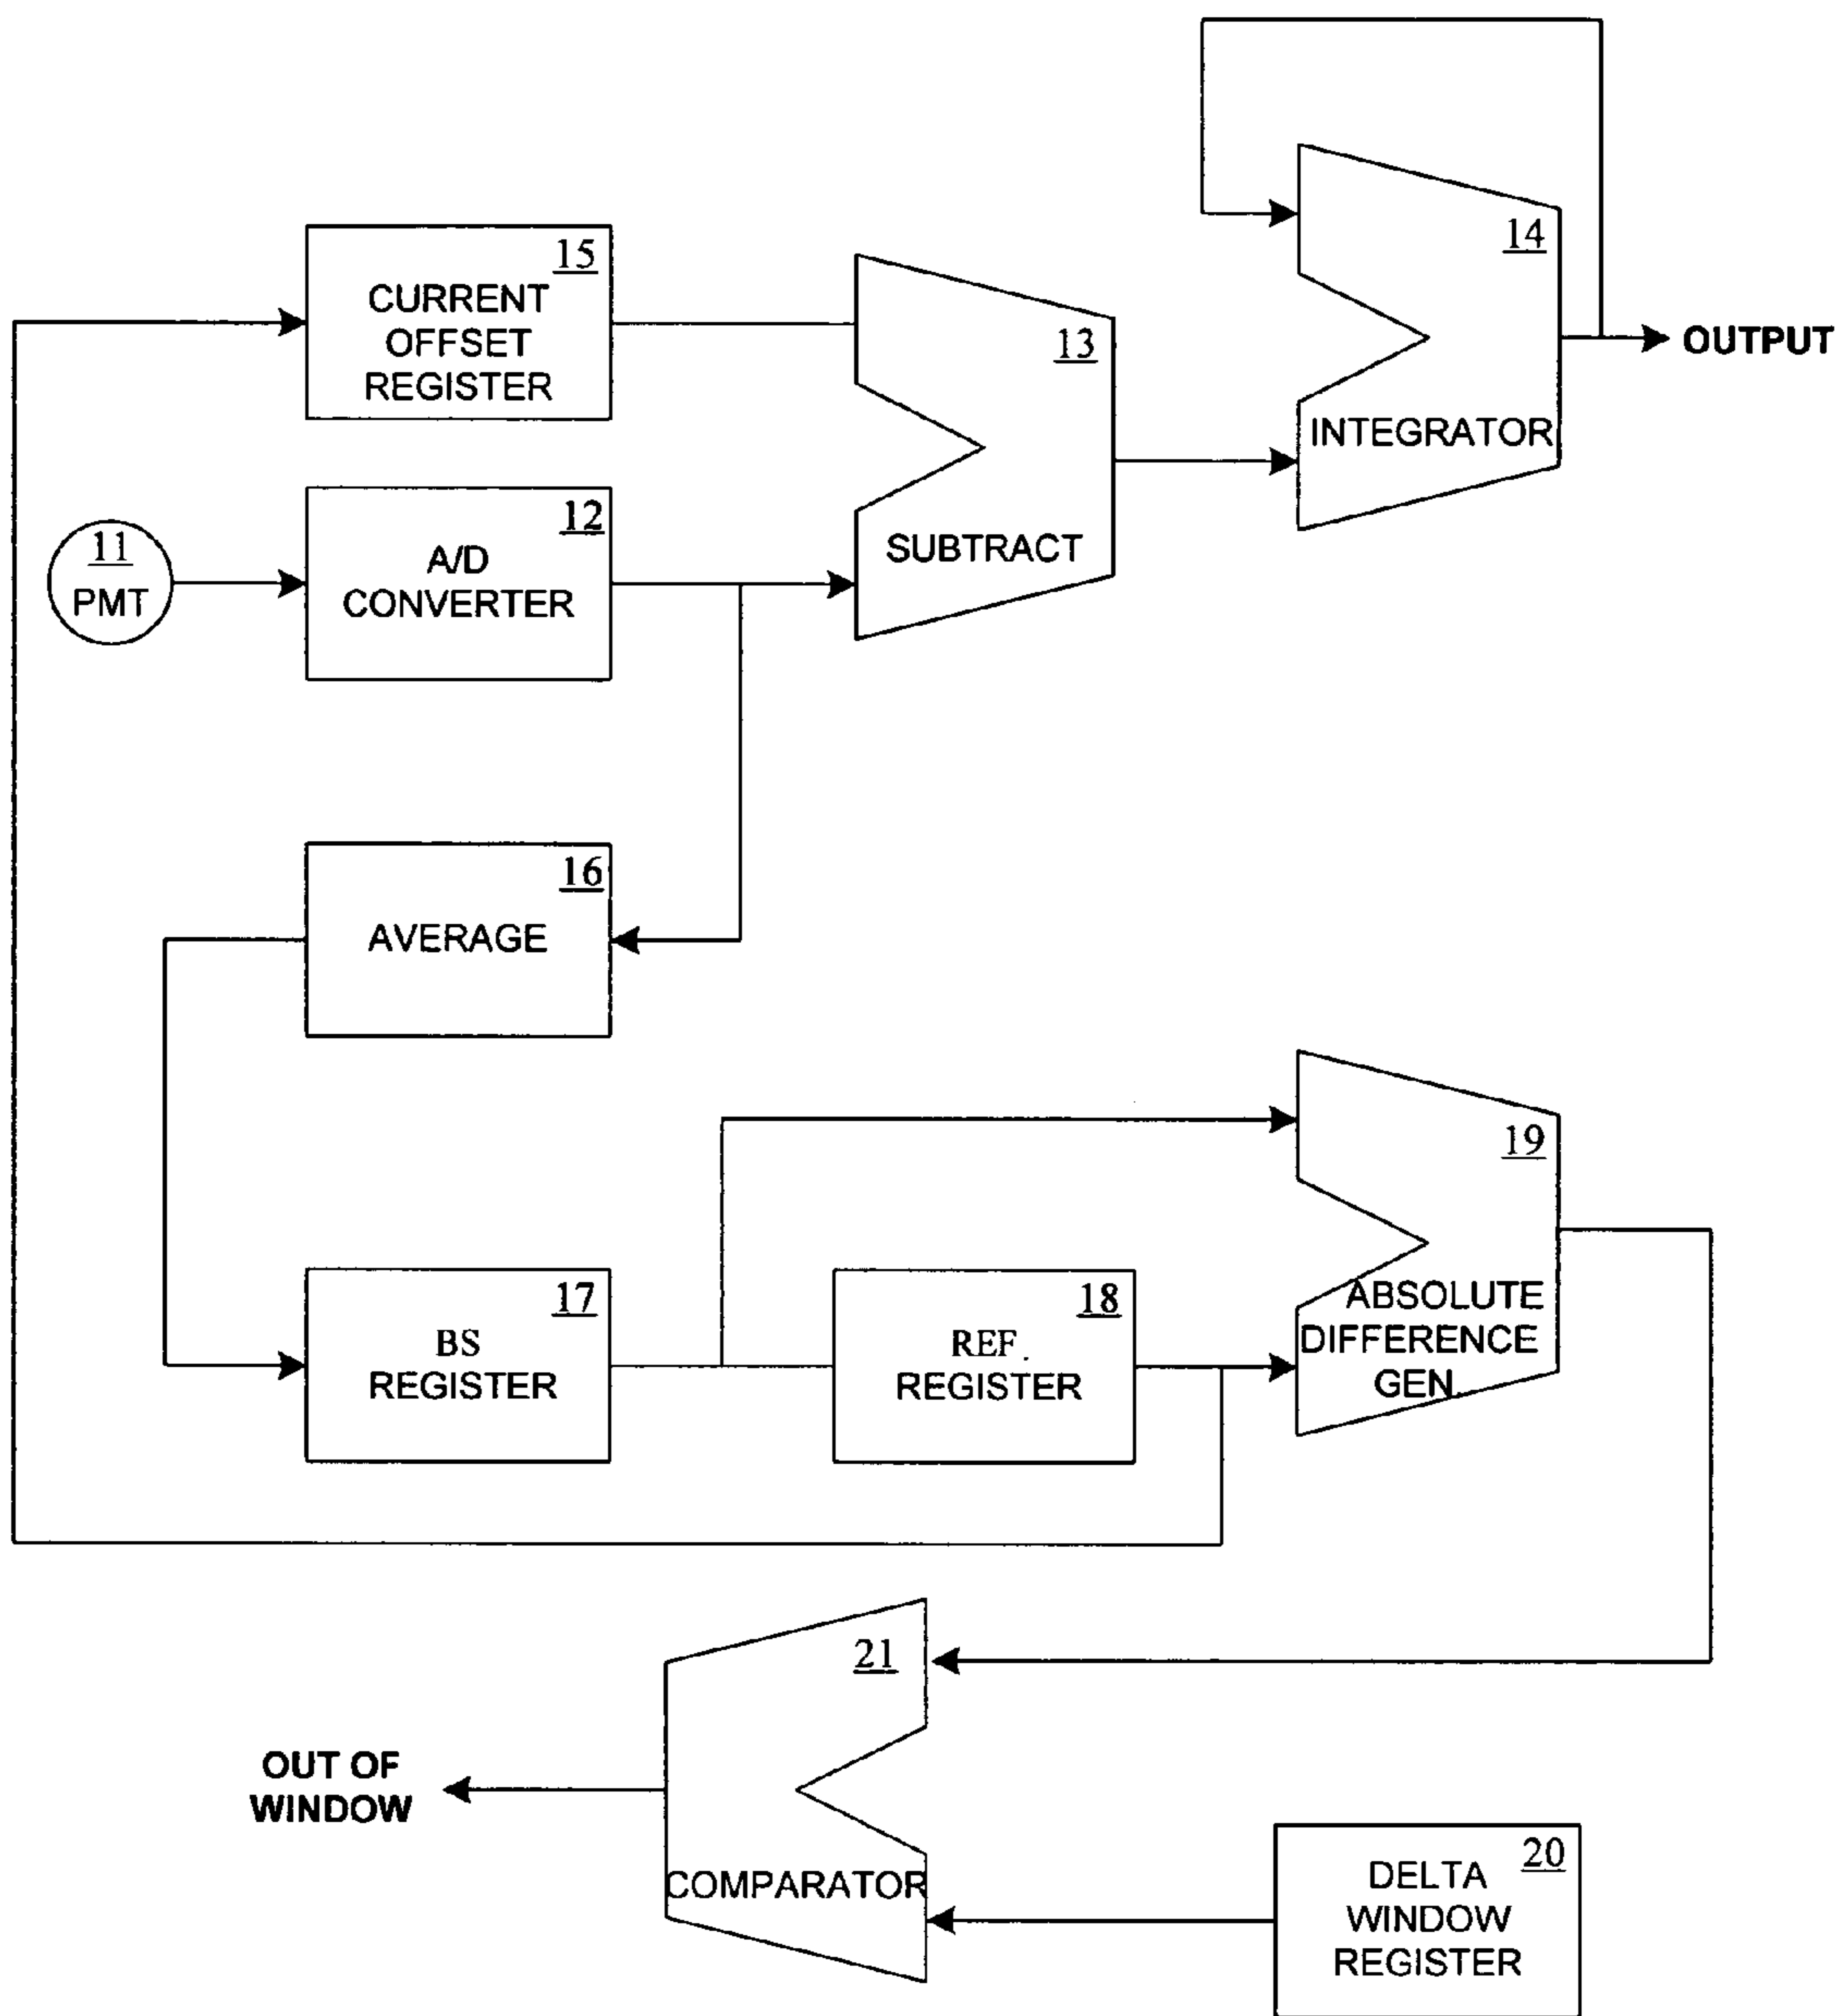 15
CURRENT
OFFSET
REGISTER
13
SUBTRACT
14
INTEGRATOR
OUTPUT
11
PMT
12
A/D
CONVERTER
16
AVERAGE
17
BS
REGISTER
18
REF.
REGISTER
19
ABSOLUTE
DIFFERENCE
GEN.
21
COMPARATOR
OUT OF
WINDOW
20
DELTA
WINDOW
REGISTER